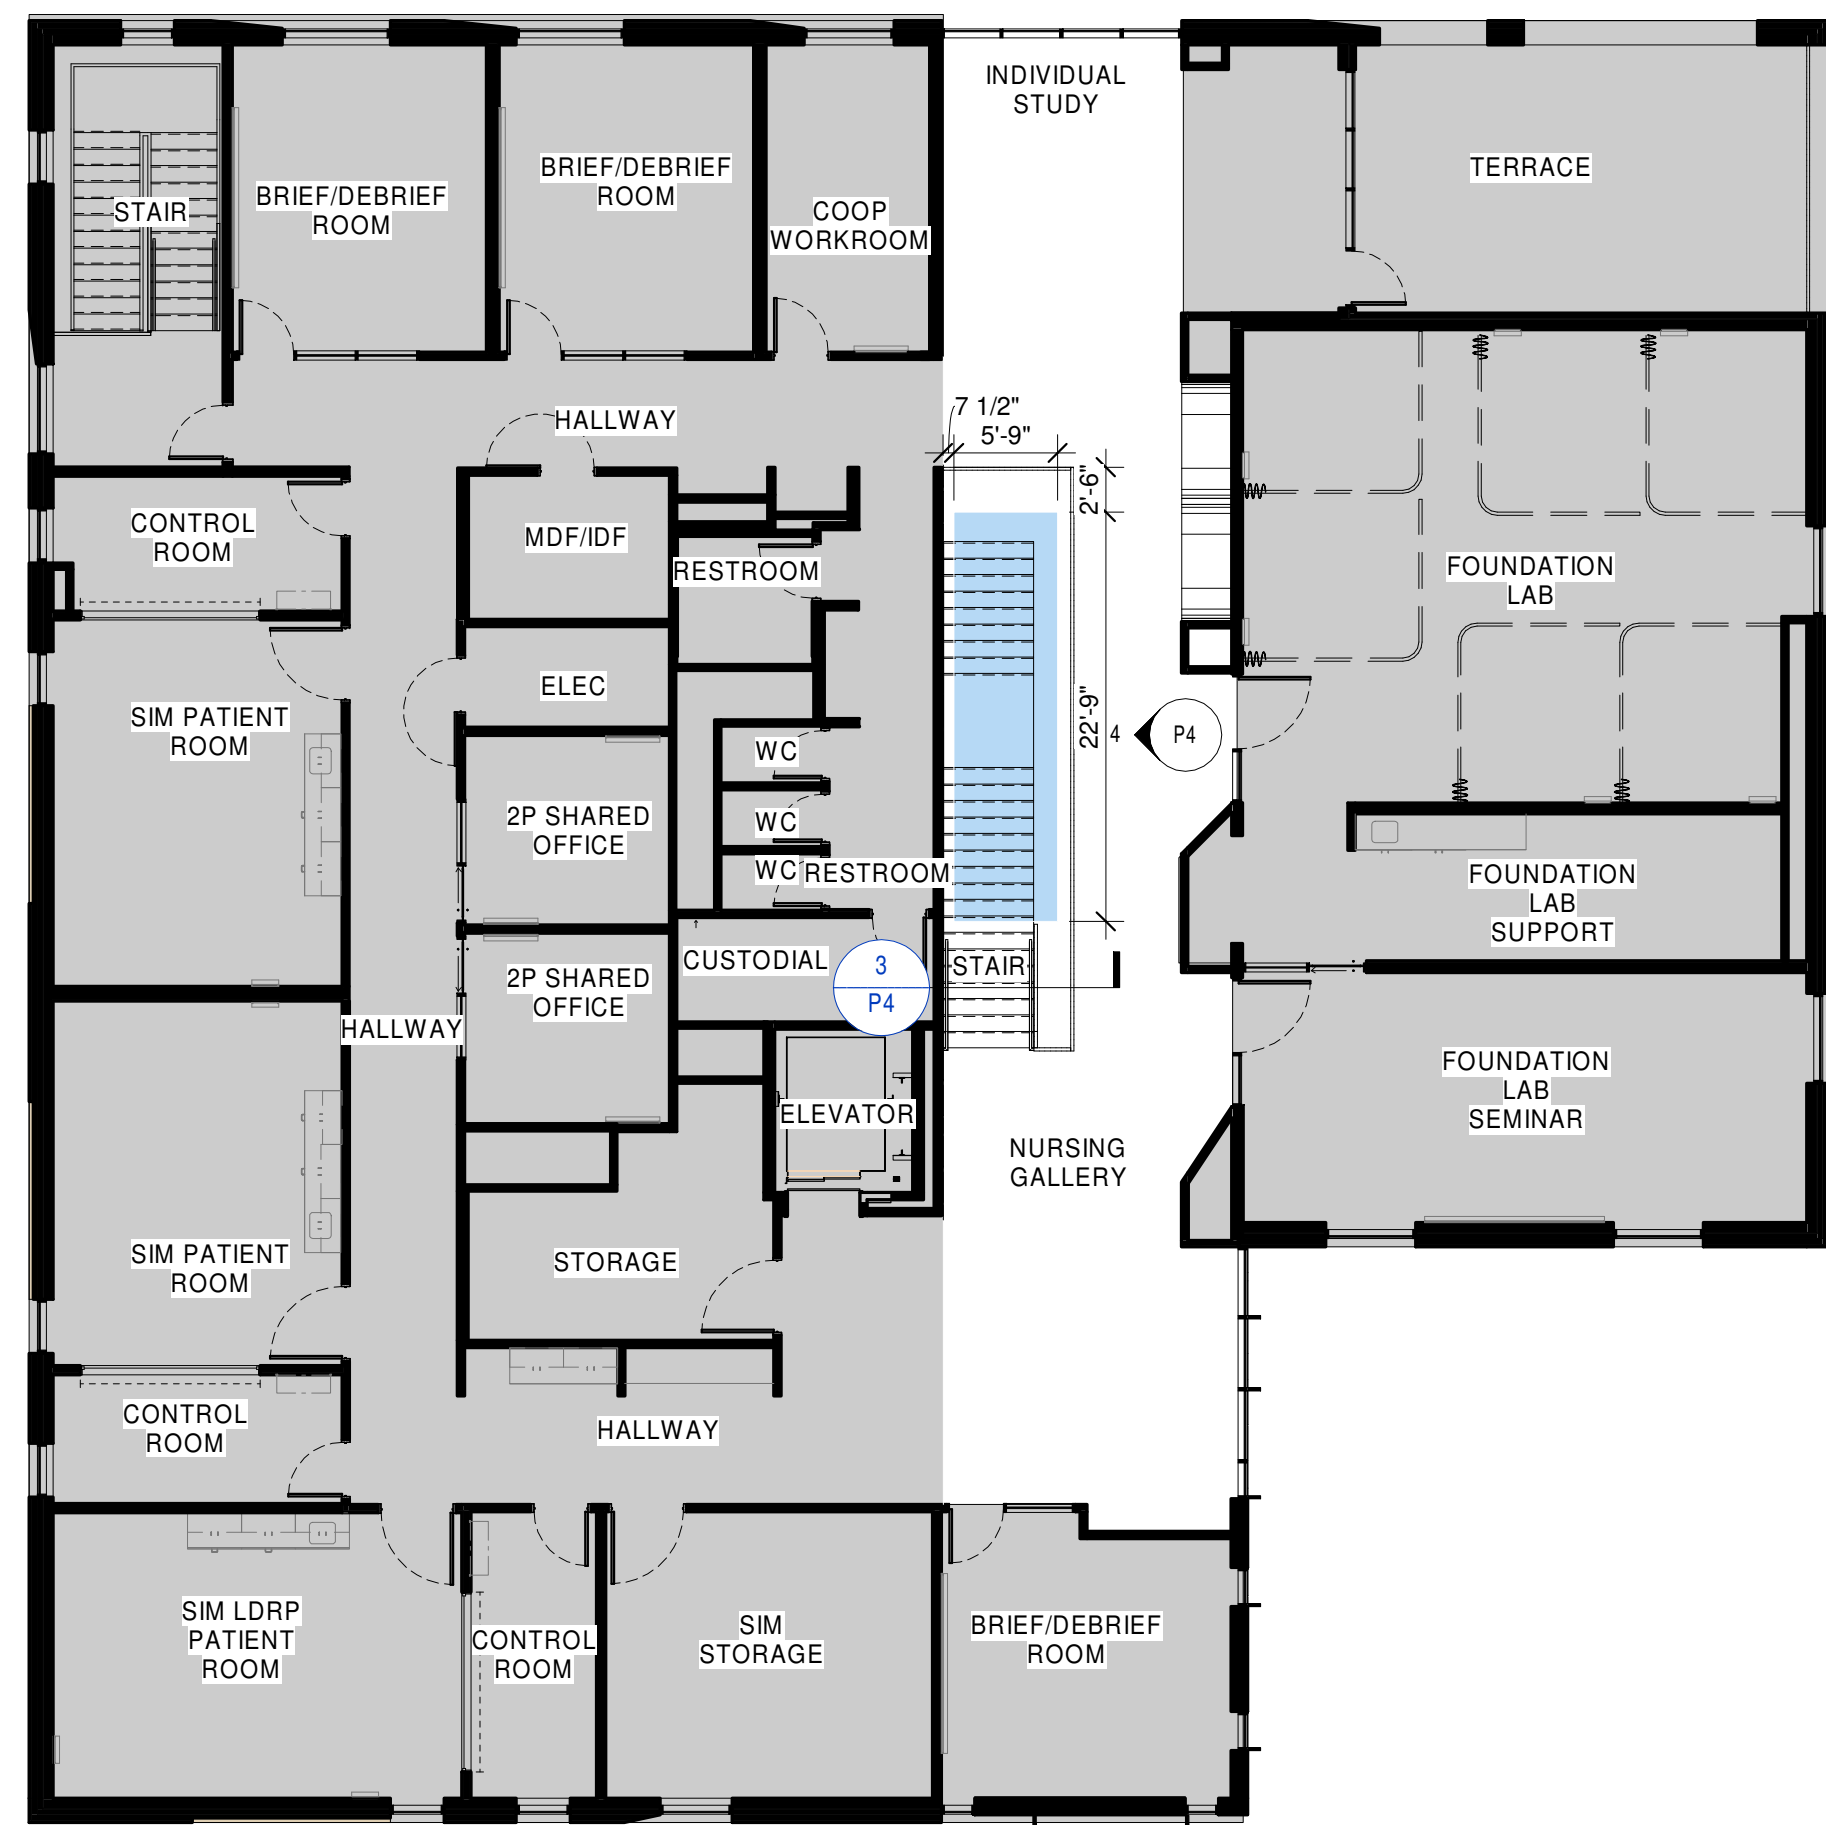 INDIVIDUAL
STUDY
BRIEF/DEBRIEF
ROOM
TERRACE
BRIEF/DEBRIEF
ROOM
STAIR
COOP
WORKROOM
7 1/2"
HALLWAY
5'-9"
2'-6"
CONTROL
ROOM
MDF/IDF
RESTROOM
FOUNDATION
LAB
ELEC
SIM PATIENT
ROOM
22'-9"
4
P4
WC
2P SHARED
OFFICE
WC
WC
RESTROOM
FOUNDATION
LAB
SUPPORT
CUSTODIAL
3
P4
STAIR
2P SHARED
OFFICE
HALLWAY
FOUNDATION
LAB
SEMINAR
ELEVATOR
NURSING
GALLERY
SIM PATIENT
ROOM
STORAGE
CONTROL
ROOM
HALLWAY
SIM LDRP
PATIENT
ROOM
CONTROL
ROOM
SIM
STORAGE
BRIEF/DEBRIEF
ROOM